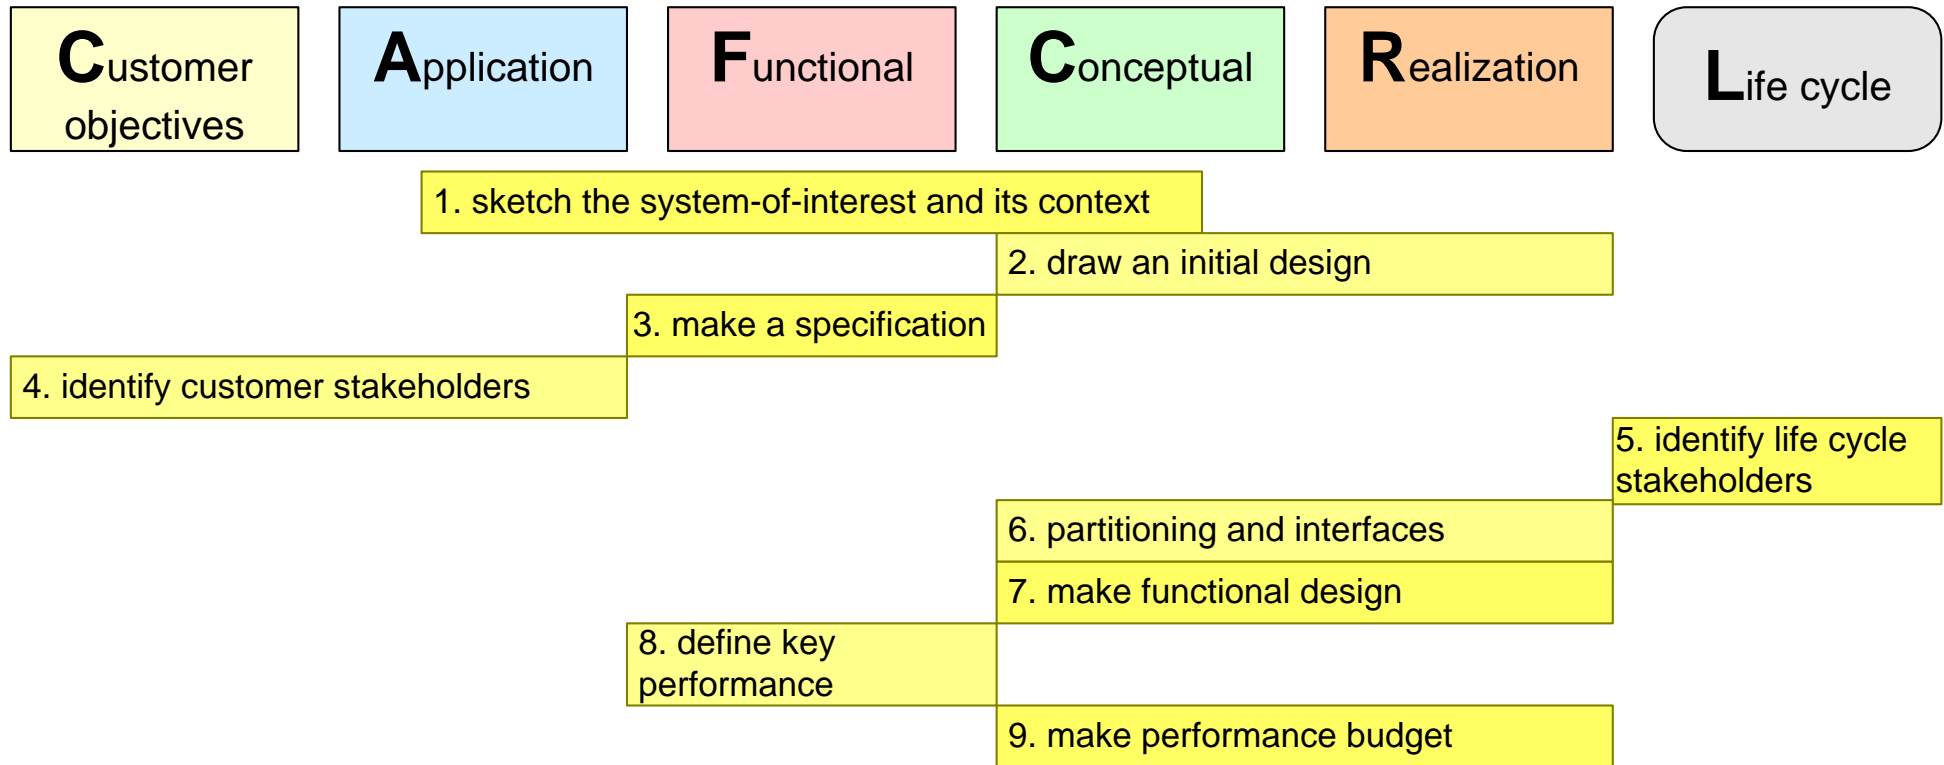 Customer
objectives
Application
Functional
Conceptual
Realization
Life cycle
1. sketch the system-of-interest and its context
2. draw an initial design
3. make a specification
4. identify customer stakeholders
5. identify life cycle
stakeholders
6. partitioning and interfaces
7. make functional design
8. define key
performance
9. make performance budget